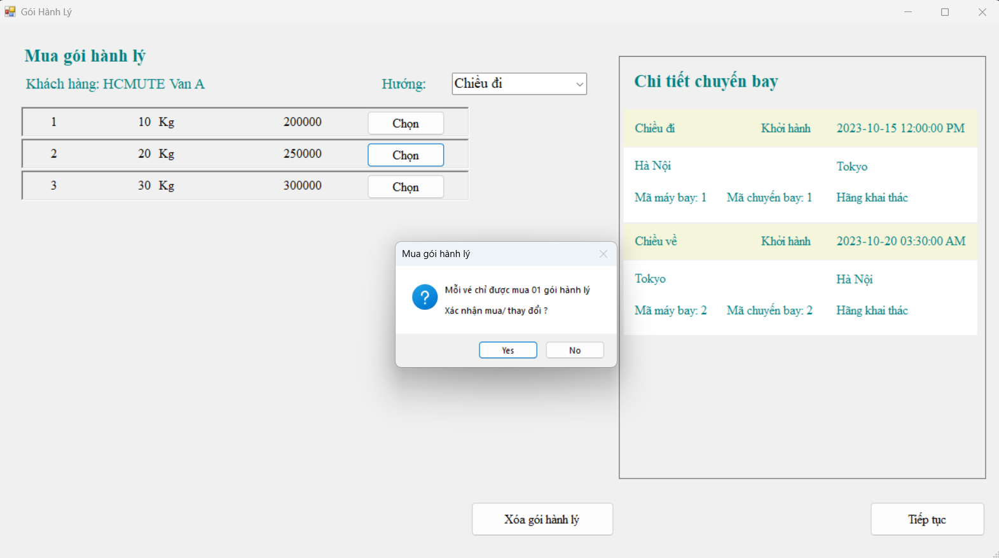 Gói Hành Lý
Mua gói hành lý
Khách hàng: HCMUTE Van A
Hướng:
Chiều đi
1 10 Kg 200000 Chọn
2 20 Kg 250000 Chọn
3 30 Kg 300000 Chọn
Chi tiết chuyến bay
Chiều đi Khởi hành 2023-10-15 12:00:00 PM
Hà Nội Tokyo
Mã máy bay: 1 Mã chuyến bay: 1 Hãng khai thác
Chiều về Khởi hành 2023-10-20 03:30:00 AM
Tokyo Hà Nội
Mã máy bay: 2 Mã chuyến bay: 2 Hãng khai thác
Mua gói hành lý
Mỗi vé chỉ được mua 01 gói hành lý
Xác nhận mua/ thay đổi ?
Yes No
Xóa gói hành lý
Tiếp tục